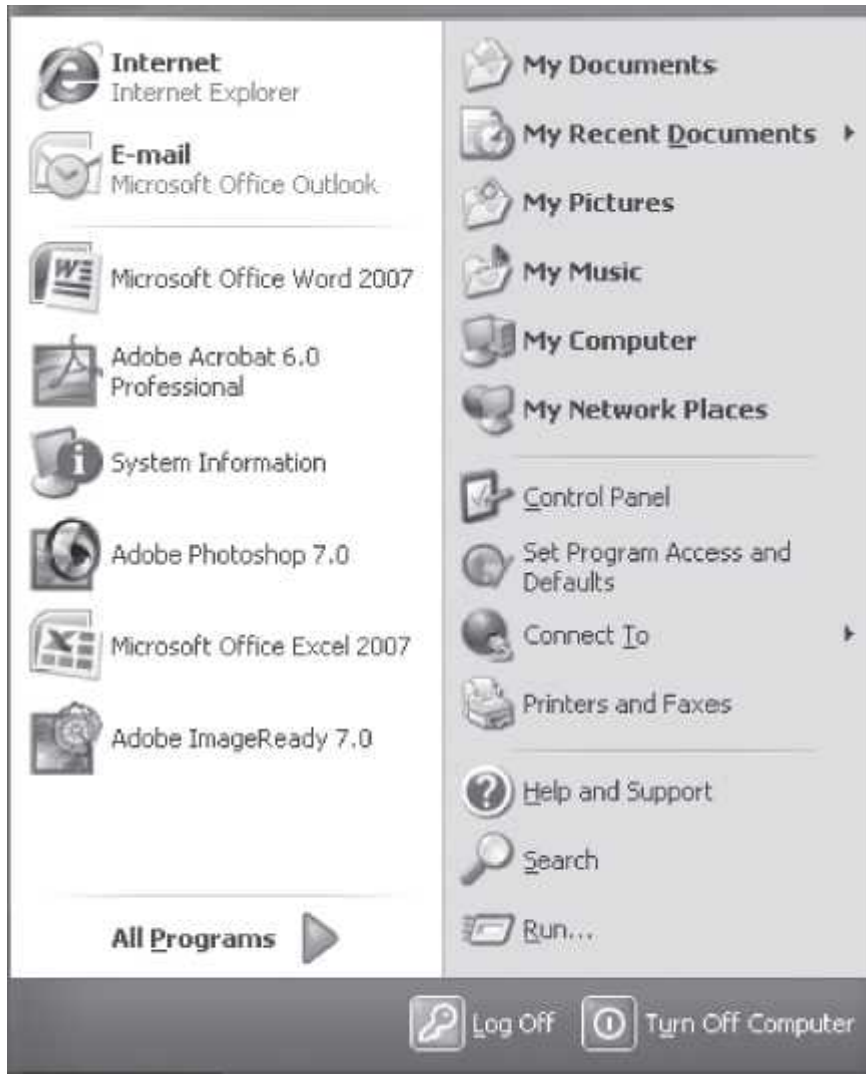 Internet
Internet Explorer
E-mail
Microsoft Office Outlook
Microsoft Office Word 2007
Adobe Acrobat 6.0
Professional
System Information
Adobe Photoshop 7.0
Microsoft Office Excel 2007
Adobe ImageReady 7.0
All Programs
My Documents
My Recent Documents
My Pictures
My Music
My Computer
My Network Places
Control Panel
Set Program Access and
Defaults
Connect To
Printers and Faxes
Help and Support
Search
Run...
Log Off
Turn Off Computer